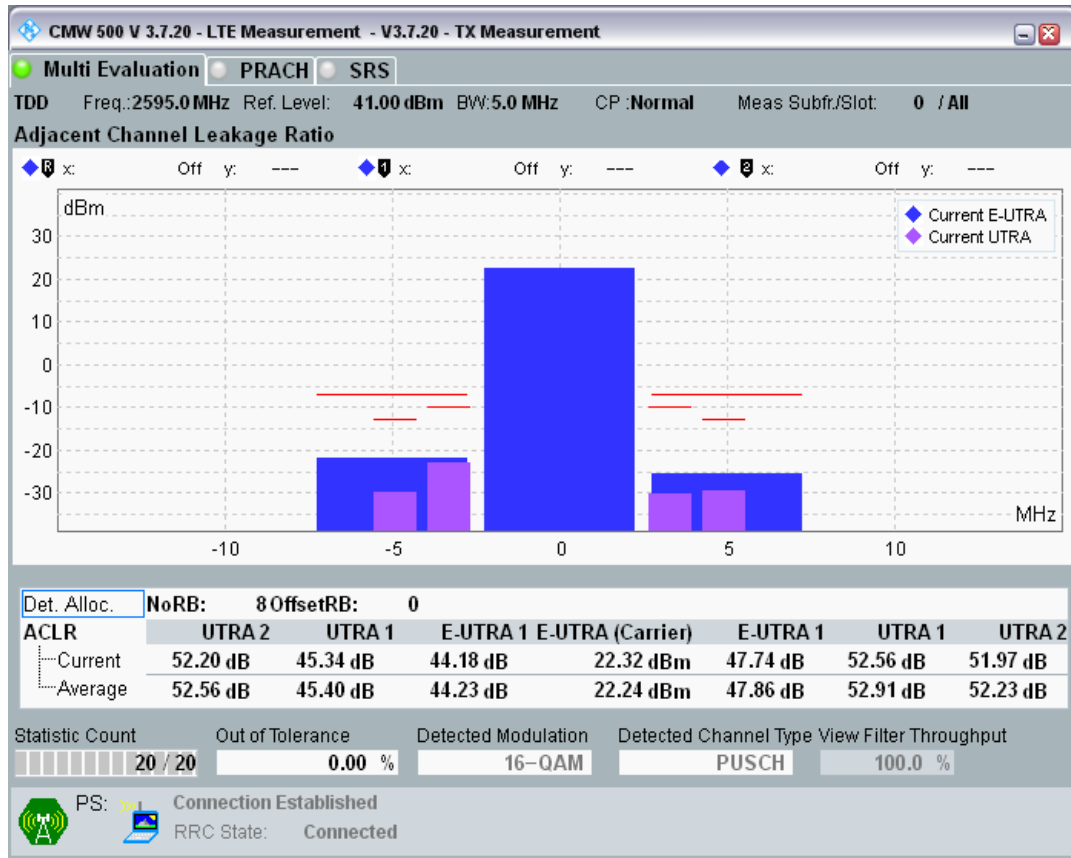 CMW 500 V 3.7.20 - LTE Measurement - V3.7.20 - TX Measurement
Multi Evaluation PRACH SRS
TDD Freq.:2595.0 MHz Ref. Level: 41.00 dBm BW:5.0 MHz CP :Normal Meas Subfr./Slot: 0 / All
Adjacent Channel Leakage Ratio
R x: Off y: --- 1 x: Off y: --- 2 x: Off y: ---
dBm
Current E-UTRA
Current UTRA
30
20
10
0
-10
-20
-30
MHz
-10 -5 0 5 10
Det. Alloc. NoRB: 8 OffsetRB: 0
ACLR UTRA 2 UTRA 1 E-UTRA 1 E-UTRA (Carrier) E-UTRA 1 UTRA 1 UTRA 2
Current 52.20 dB 45.34 dB 44.18 dB 22.32 dBm 47.74 dB 52.56 dB 51.97 dB
Average 52.56 dB 45.40 dB 44.23 dB 22.24 dBm 47.86 dB 52.91 dB 52.23 dB
Statistic Count Out of Tolerance Detected Modulation Detected Channel Type View Filter Throughput
20 / 20 0.00 % 16-QAM PUSCH 100.0 %
PS: Connection Established
RRC State: Connected